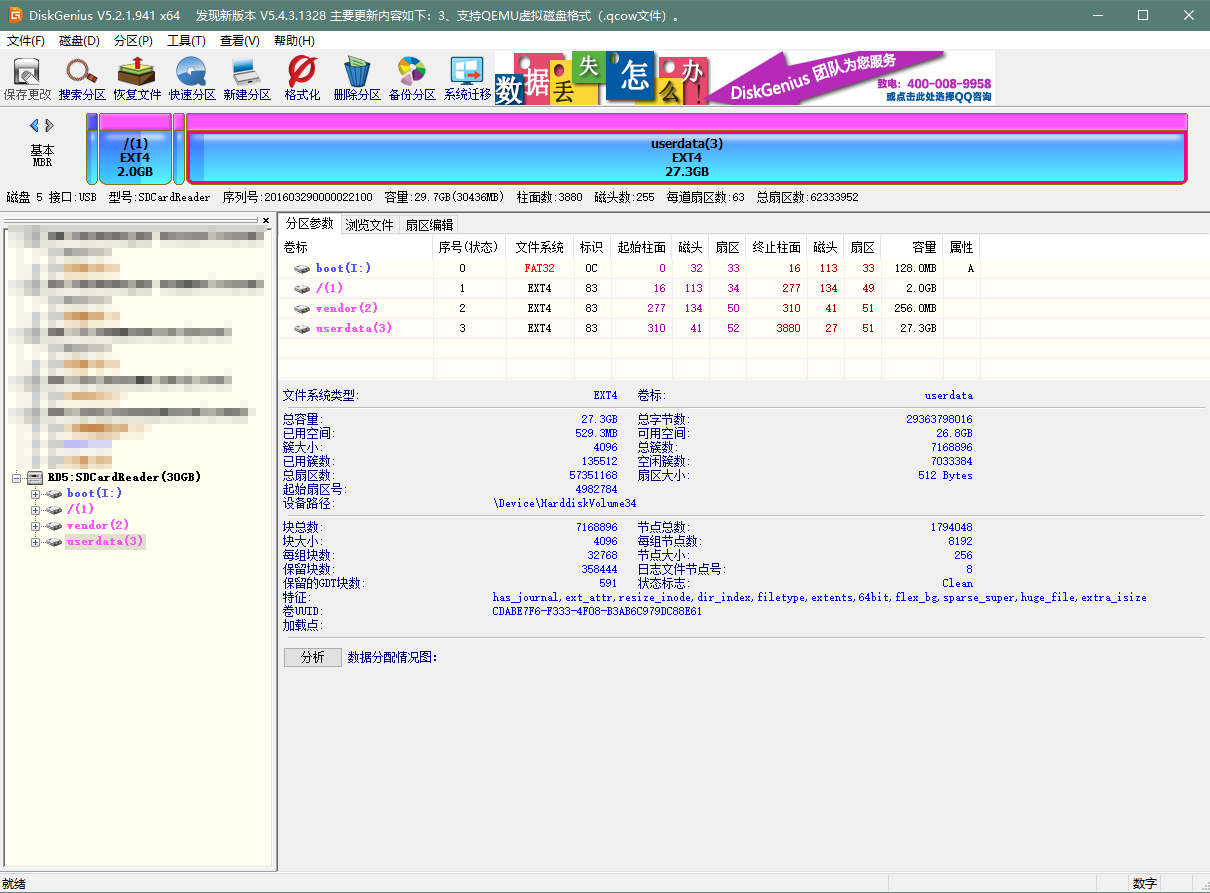 DiskGenius V5.2.1.941 x64 发现新版本 V5.4.3.1328 主要更新内容如下：3、支持QEMU虚拟磁盘格式（.qcow文件）。
文件(F) 磁盘(D) 分区(P) 工具(T) 查看(V) 帮助(H)
保存更改 搜索分区 恢复文件 快速分区 新建分区 格式化 删除分区 备份分区 系统迁移
数据丢失怎么办!
DiskGenius 团队为您服务
致电: 400-008-9958
或点击此处选择QQ咨询
基本
MBR
/(1)
EXT4
2.0GB
userdata(3)
EXT4
27.3GB
磁盘 5 接口:USB 型号:SDCardReader 序列号:201603290000022100 容量:29.7GB(30436MB) 柱面数:3880 磁头数:255 每道扇区数:63 总扇区数:62333952
RD5:SDCardReader(30GB)
boot(I:)
/(1)
vendor(2)
userdata(3)
分区参数 浏览文件 扇区编辑
卷标 序号(状态) 文件系统 标识 起始柱面 磁头 扇区 终止柱面 磁头 扇区 容量 属性
boot(I:) 0 FAT32 0C 0 32 33 16 113 33 128.0MB A
/(1) 1 EXT4 83 16 113 34 277 134 49 2.0GB
vendor(2) 2 EXT4 83 277 134 50 310 41 51 256.0MB
userdata(3) 3 EXT4 83 310 41 52 3880 27 51 27.3GB
文件系统类型: EXT4 卷标: userdata
总容量: 27.3GB 总字节数: 29363798016
已用空间: 529.3MB 可用空间: 26.8GB
簇大小: 4096 总簇数: 7168896
已用簇数: 135512 空闲簇数: 7033384
总扇区数: 57351168 扇区大小: 512 Bytes
起始扇区号: 4982784
设备路径: \Device\HarddiskVolume34
块总数: 7168896 节点总数: 1794048
块大小: 4096 每组节点数: 8192
每组块数: 32768 节点大小: 256
保留块数: 358444 日志文件节点号: 8
保留的GDT块数: 591 状态标志: Clean
特征: has_journal,ext_attr,resize_inode,dir_index,filetype,extents,64bit,flex_bg,sparse_super,huge_file,extra_isize
卷UUID: CDABE7F6-F333-4F08-B3AB6C979DC88E61
加载点:
分析 数据分配情况图:
就绪 数字